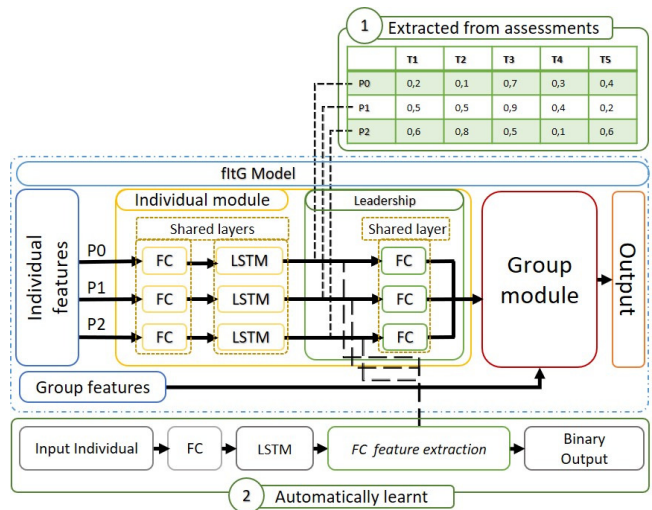 1 Extracted from assessments
T1 T2 T3 T4 T5
P0 0,2 0,1 0,7 0,3 0,4
P1 0,5 0,5 0,9 0,4 0,2
P2 0,6 0,8 0,5 0,1 0,6
fItG Model
Individual module
Leadership
Shared layers
Shared layer
Individual
features
P0
FC LSTM FC
P1
FC LSTM FC
P2
FC LSTM FC
Group
module
Output
Group features
Input Individual FC LSTM FC feature extraction Binary
Output
2 Automatically learnt